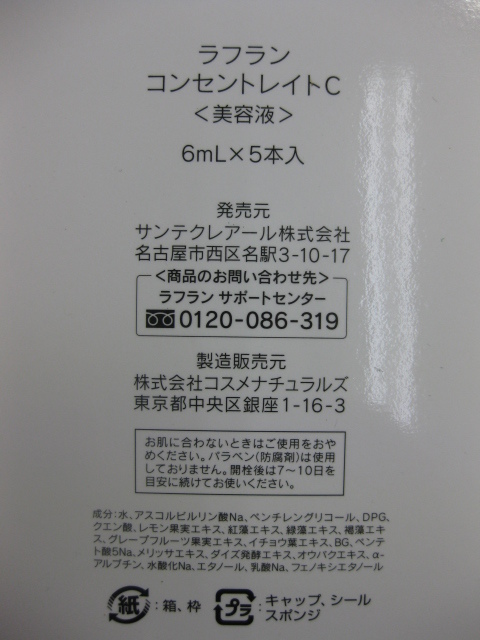 ラフラン
コンセントレイトC
＜美容液＞
6mL×5本入
発売元
サンテクレアール株式会社
名古屋市西区名駅3-10-17
＜商品のお問い合わせ先＞
ラフラン サポートセンター
0120-086-319
製造販売元
株式会社コスメナチュラルズ
東京都中央区銀座1-16-3
お肌に合わないときはご使用をおや
めください。パラベン(防腐剤)は使用
しておりません。開栓後は7～10日を
目安に続けてお使いください。
成分:水、アスコルビルリン酸Na、ペンチレングリコール、DPG、
クエン酸、レモン果実エキス、紅藻エキス、緑藻エキス、褐藻エキ
ス、グレープフルーツ果実エキス、イチョウ葉エキス、BG、ペンテ
ト酸5Na、メリッサエキス、ダイズ発酵エキス、オウバクエキス、α-
アルブチン、水酸化Na、エタノール、乳酸Na、フェノキシエタノール
紙:箱、枠
プラ:キャップ、シール
スポンジ